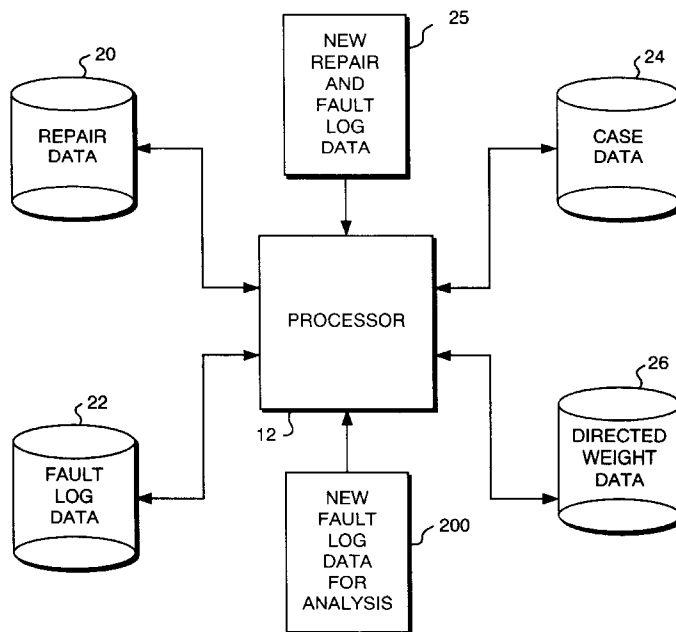 20
REPAIR
DATA
25
NEW
REPAIR
AND
FAULT
LOG
DATA
24
CASE
DATA
PROCESSOR
12
22
FAULT
LOG
DATA
26
DIRECTED
WEIGHT
DATA
NEW
FAULT
LOG
DATA
FOR
ANALYSIS
200